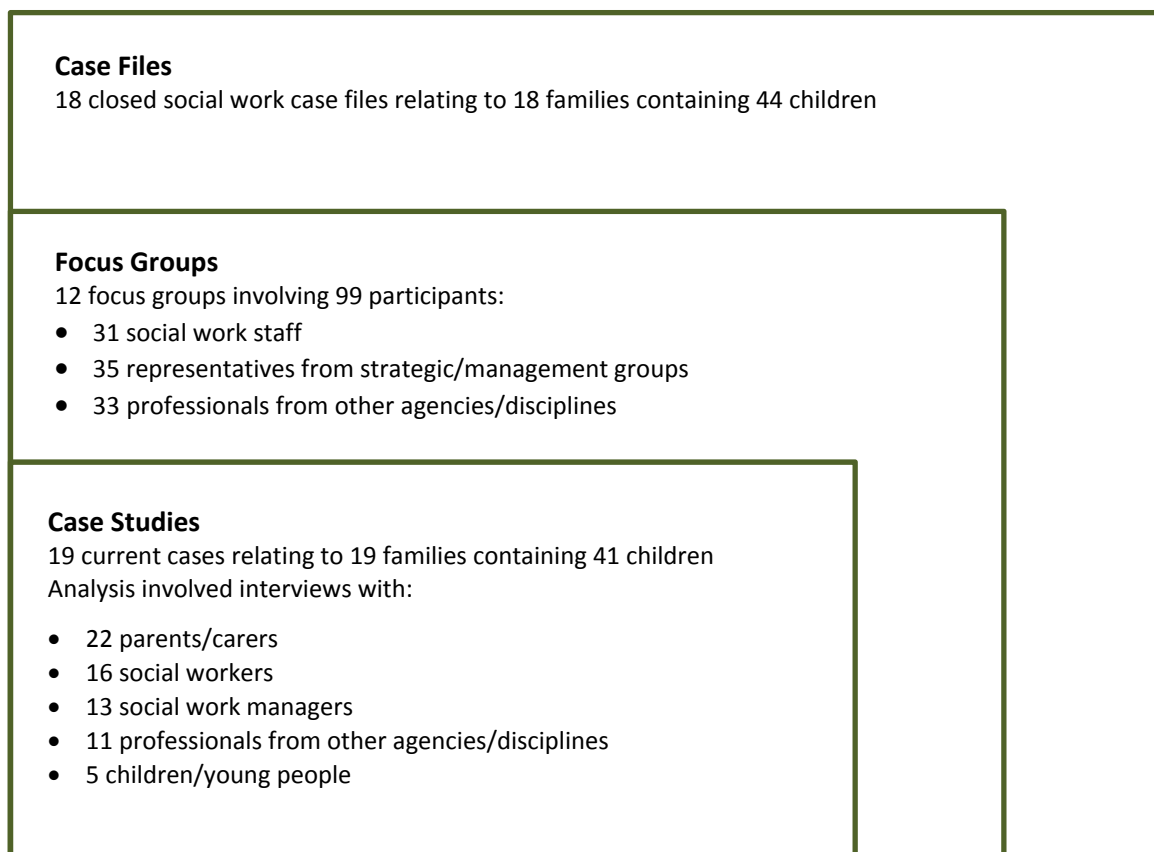 Case Files
18 closed social work case files relating to 18 families containing 44 children
Focus Groups
12 focus groups involving 99 participants:
• 31 social work staff
• 35 representatives from strategic/management groups
• 33 professionals from other agencies/disciplines
Case Studies
19 current cases relating to 19 families containing 41 children
Analysis involved interviews with:
• 22 parents/carers
• 16 social workers
• 13 social work managers
• 11 professionals from other agencies/disciplines
• 5 children/young people